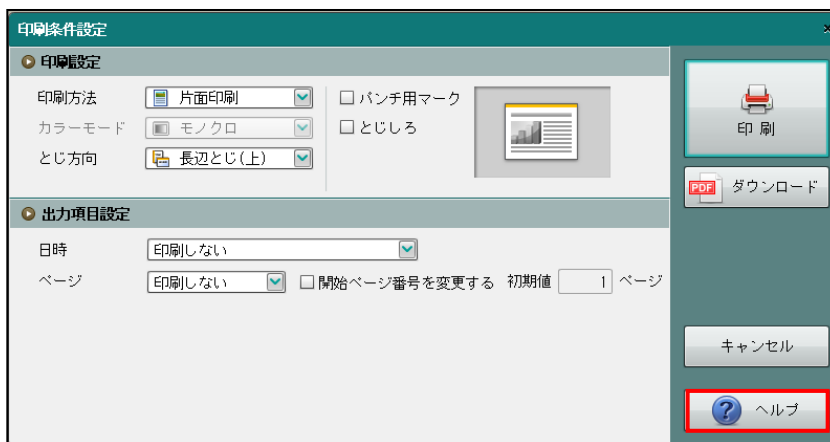 印刷条件設定 ×
印刷設定
印刷方法 片面印刷 パンチ用マーク
カラーモード モノクロ とじしろ
とじ方向 長辺とじ(上)
出力項目設定
日時 印刷しない
ページ 印刷しない 開始ページ番号を変更する 初期値 1 ページ
印 刷
PDF ダウンロード
キャンセル
? ヘルプ